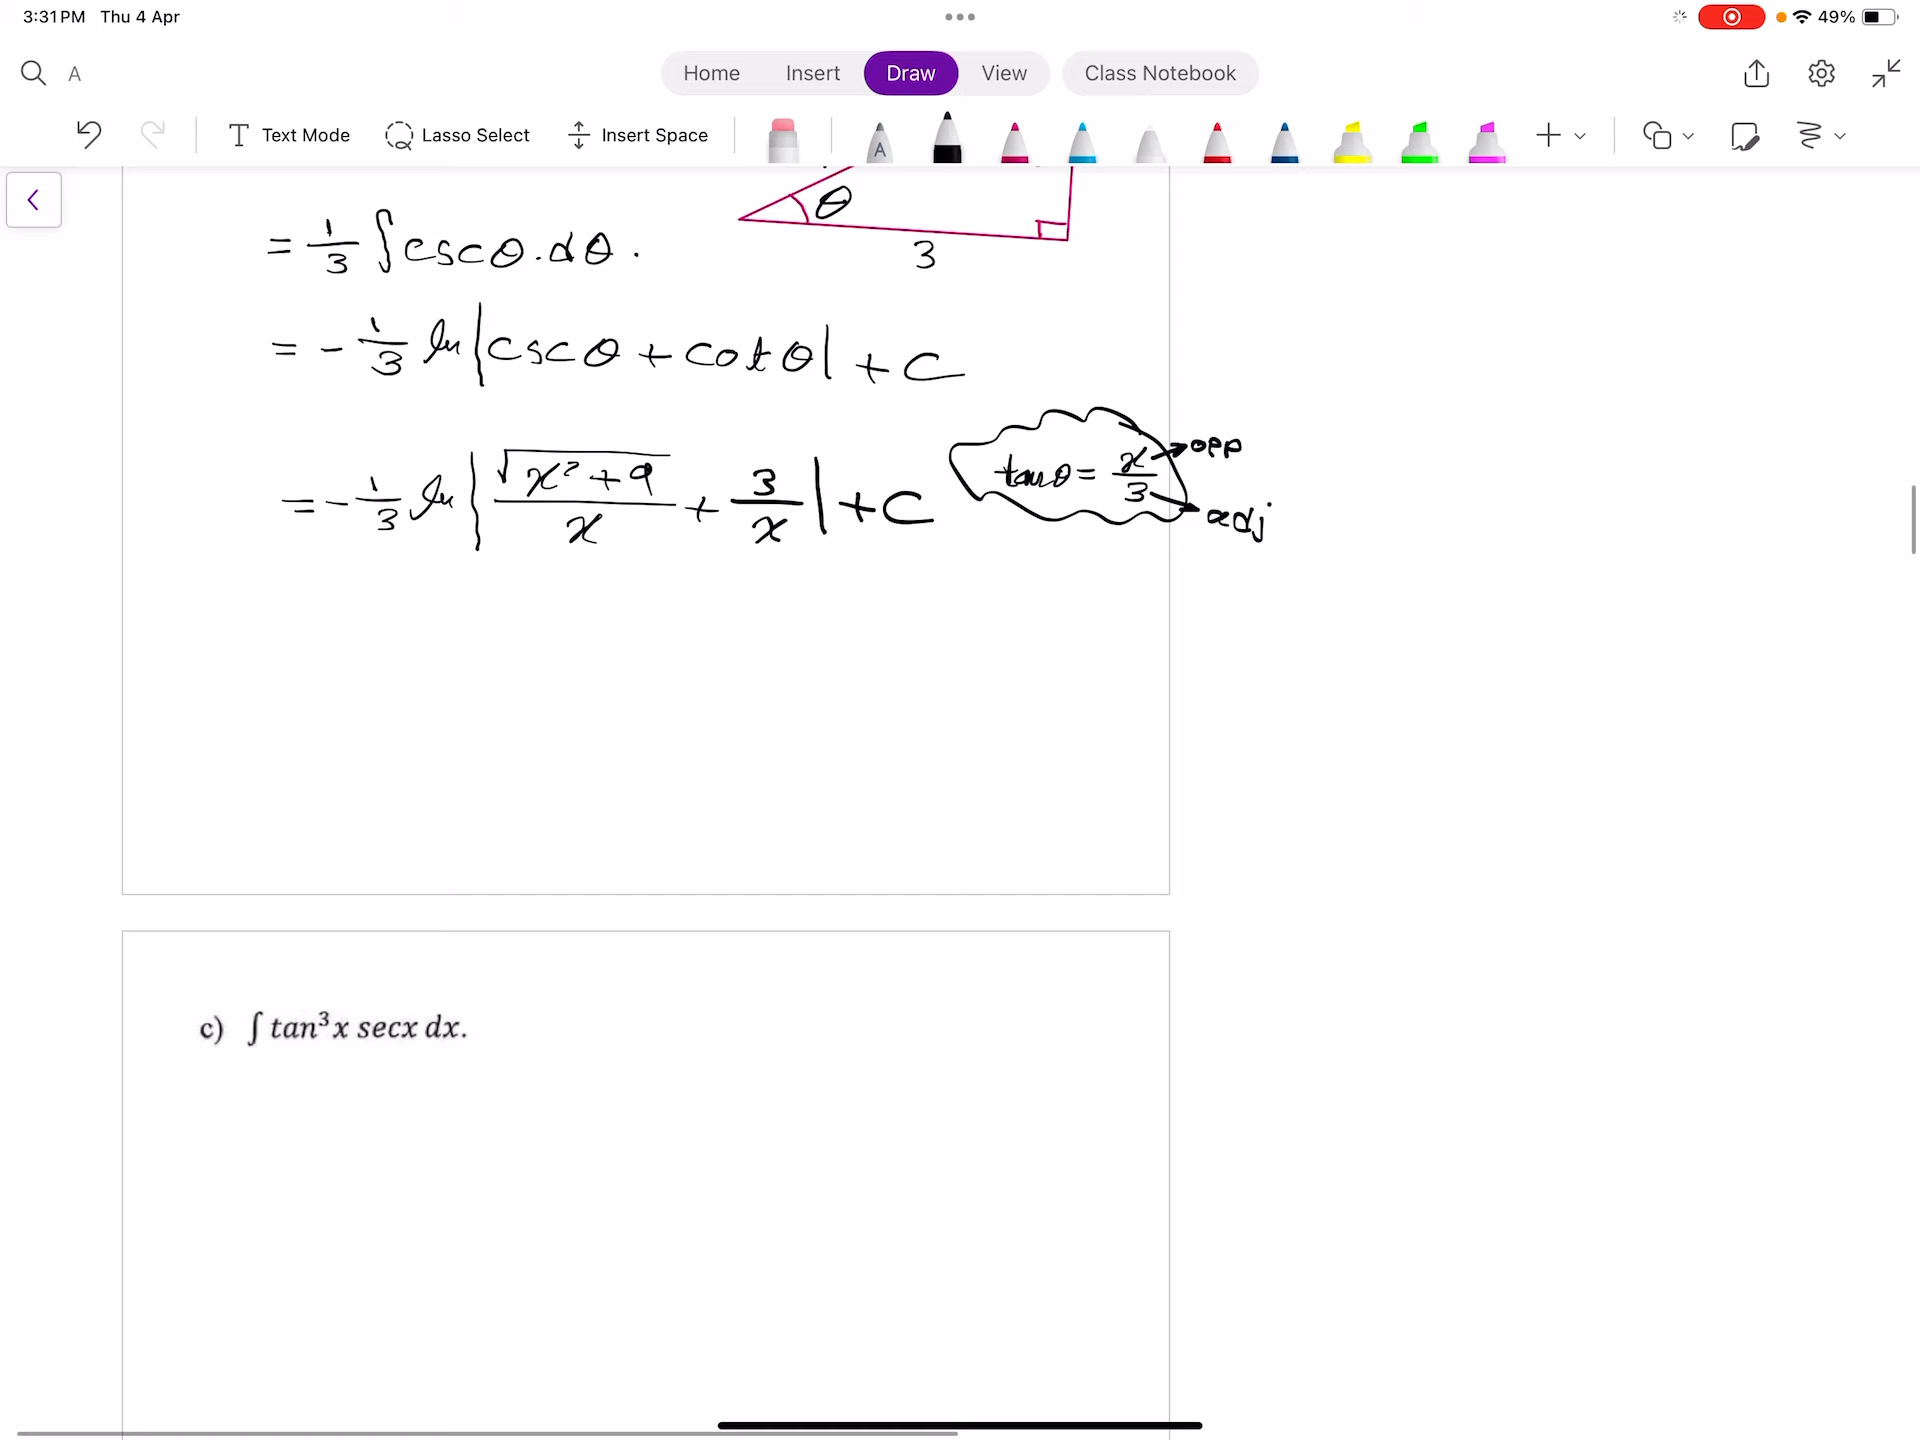 3:31 PM Thu 4 Apr
49%
A
Home Insert Draw View Class Notebook
T Text Mode Lasso Select Insert Space
A
θ
3
= 1/3 ∫ cscθ.dθ.
= - 1/3 ln|cscθ + cotθ| + C
= - 1/3 ln|√(x²+9)/x + 3/x| + C
tanθ = x/3
opp
adj
c) ∫ tan³x secx dx.